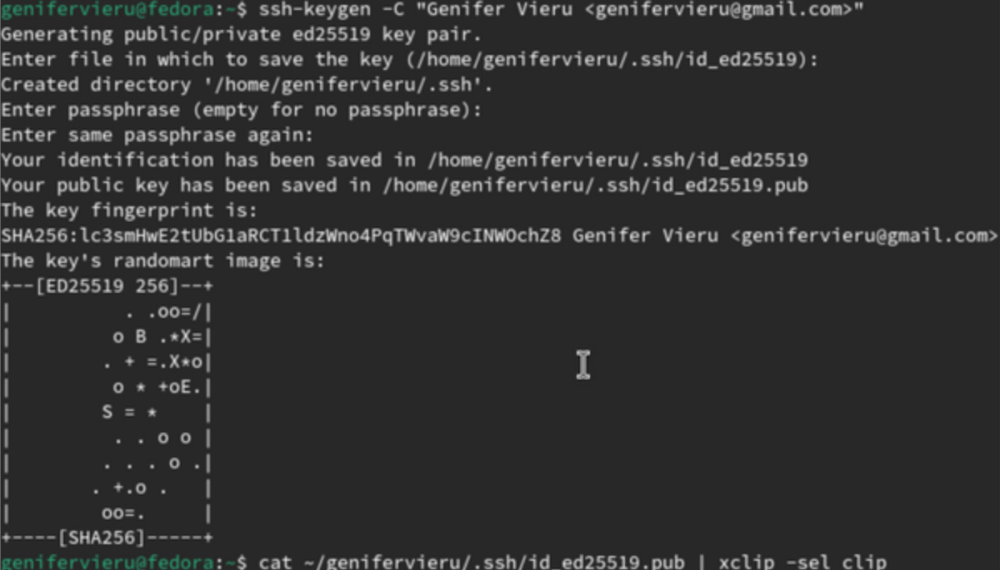 genifervieru@fedora:~$ ssh-keygen -C "Genifer Vieru <genifervieru@gmail.com>"
Generating public/private ed25519 key pair.
Enter file in which to save the key (/home/genifervieru/.ssh/id_ed25519):
Created directory '/home/genifervieru/.ssh'.
Enter passphrase (empty for no passphrase):
Enter same passphrase again:
Your identification has been saved in /home/genifervieru/.ssh/id_ed25519
Your public key has been saved in /home/genifervieru/.ssh/id_ed25519.pub
The key fingerprint is:
SHA256:lc3smHwE2tUbG1aRCT1ldzWno4PqTWvaW9cINWOchZ8 Genifer Vieru <genifervieru@gmail.com>
The key's randomart image is:
+--[ED25519 256]--+
|          . .oo=/|
|         o B .*X=|
|        . + =.X*o|
|         o * +oE.|
|        S = *    |
|         . . o o |
|        . . . o .|
|       . +.o .   |
|        oo=.     |
+----[SHA256]-----+
genifervieru@fedora:~$ cat ~/genifervieru/.ssh/id_ed25519.pub | xclip -sel clip